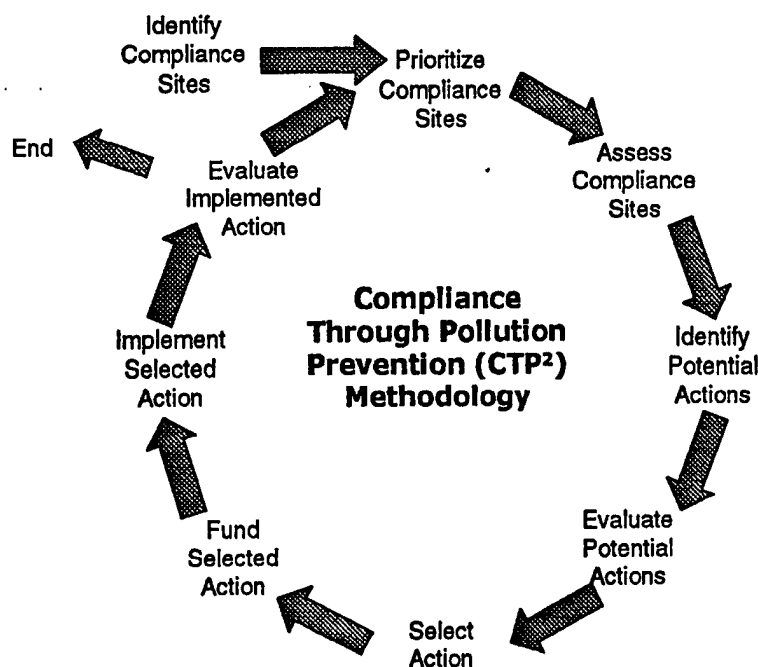 Identify
Compliance
Sites
Prioritize
Compliance
Sites
Assess
Compliance
Sites
Identify
Potential
Actions
Evaluate
Potential
Actions
Select
Action
Fund
Selected
Action
Implement
Selected
Action
Evaluate
Implemented
Action
End
Compliance
Through Pollution
Prevention (CTP²)
Methodology